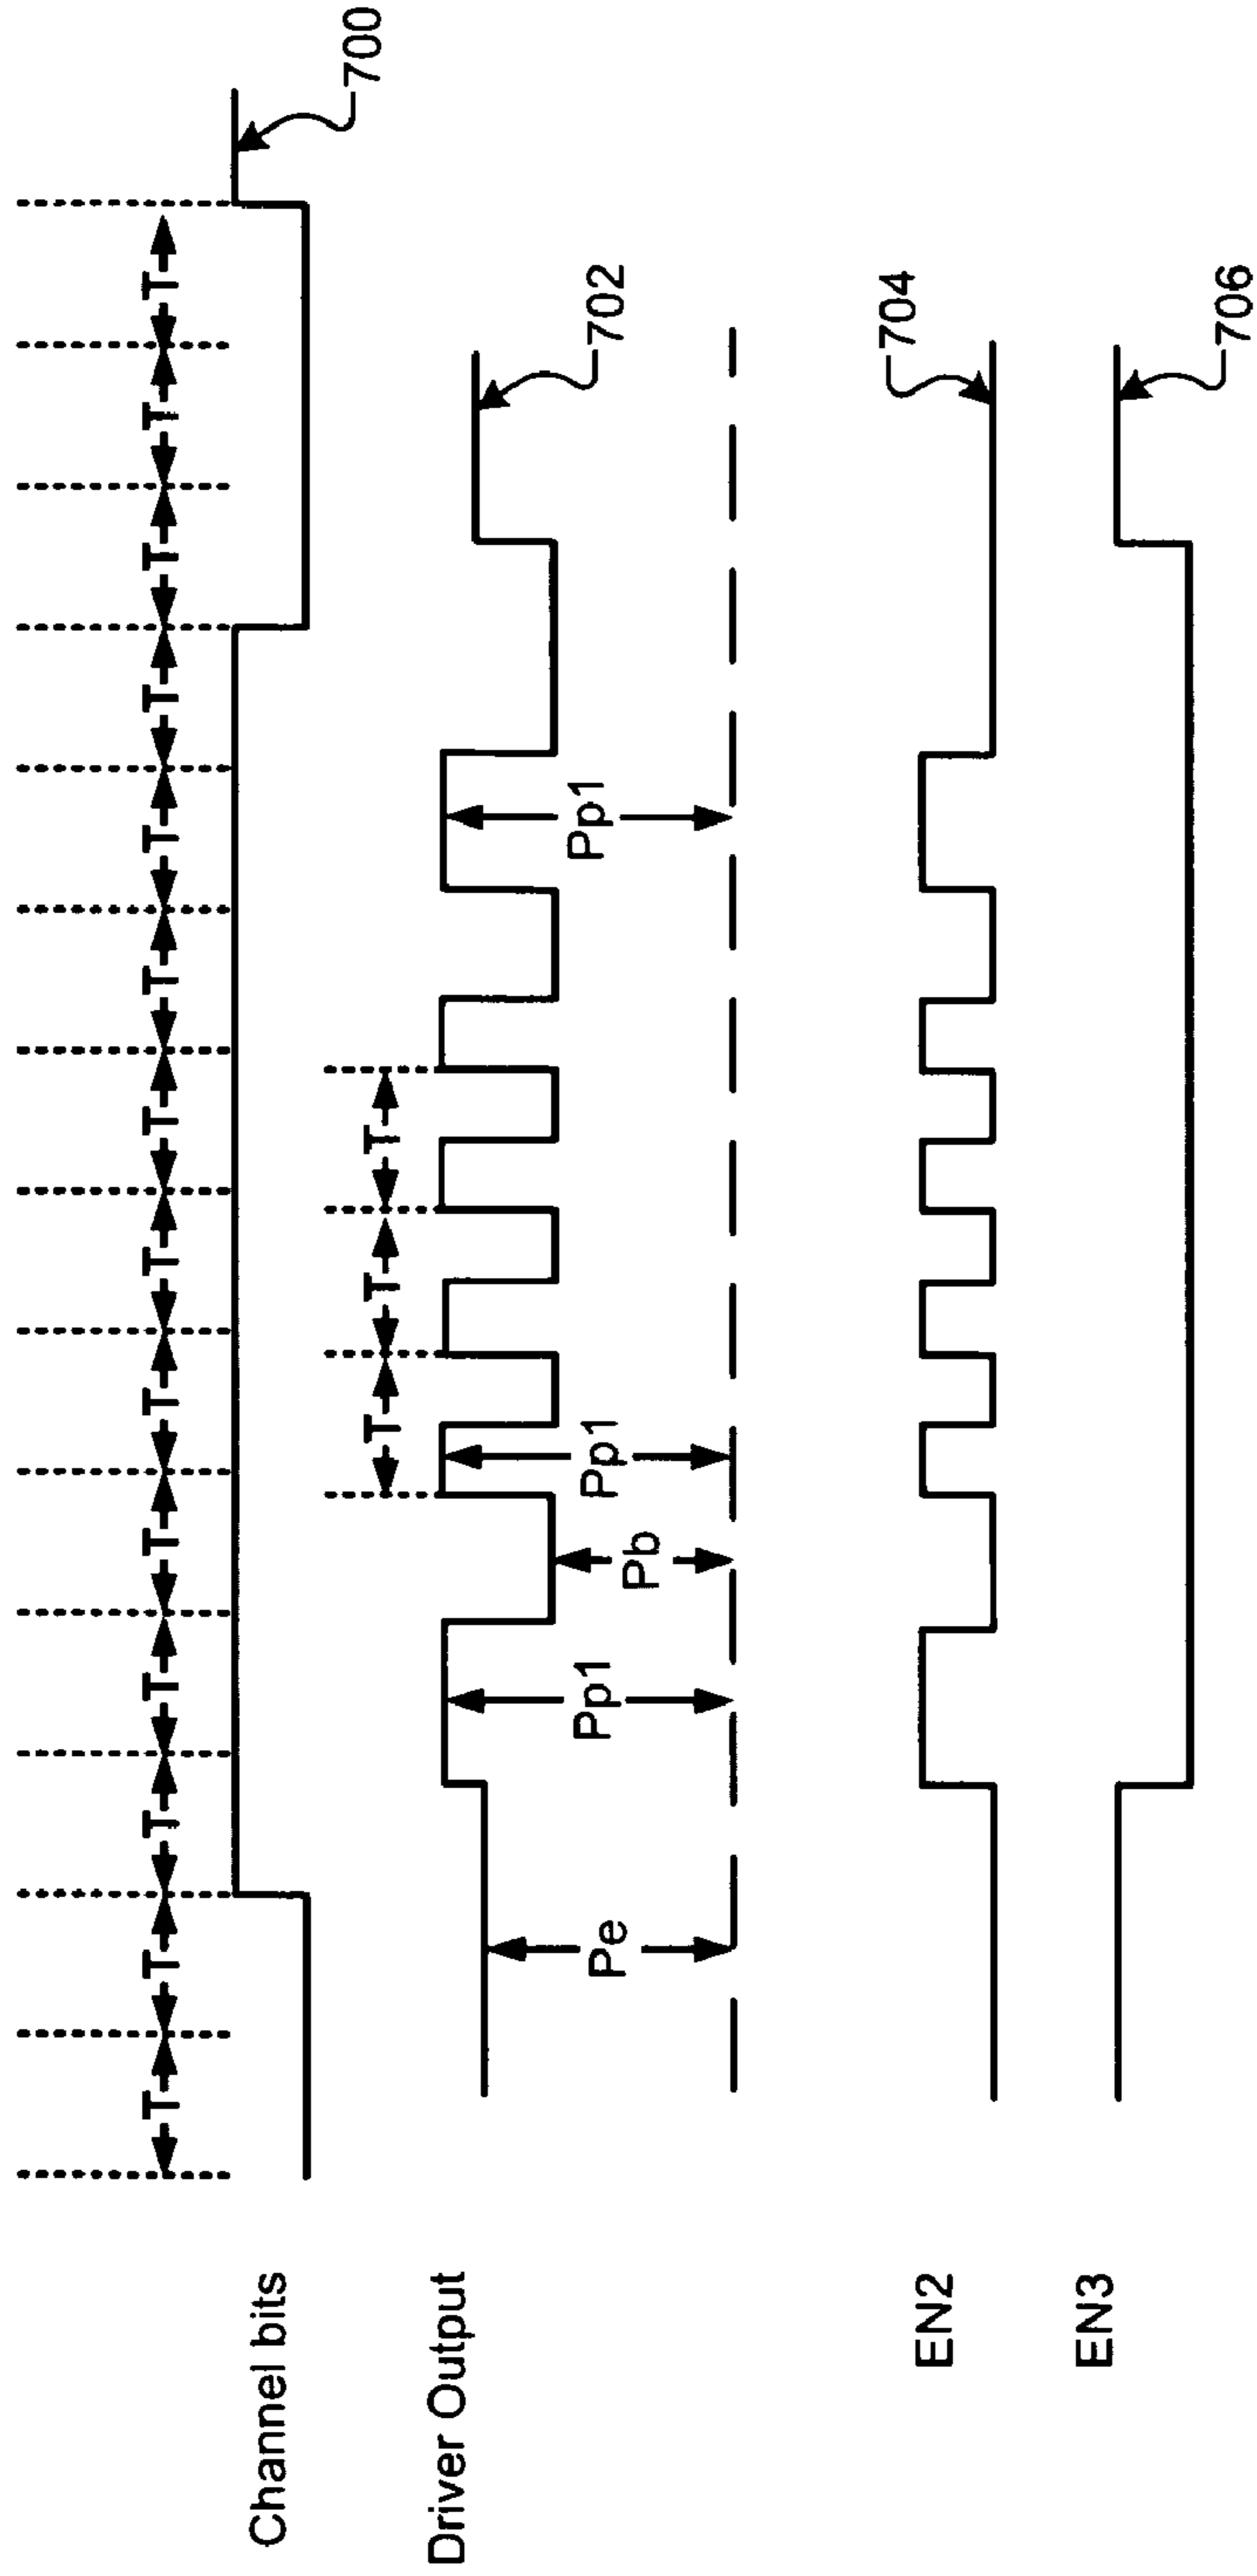 T T T T T T T T T T T T T T
Channel bits
700
T T T
Driver Output
702
Pe Pp1 Pb Pp1 Pp1
EN2
704
EN3
706